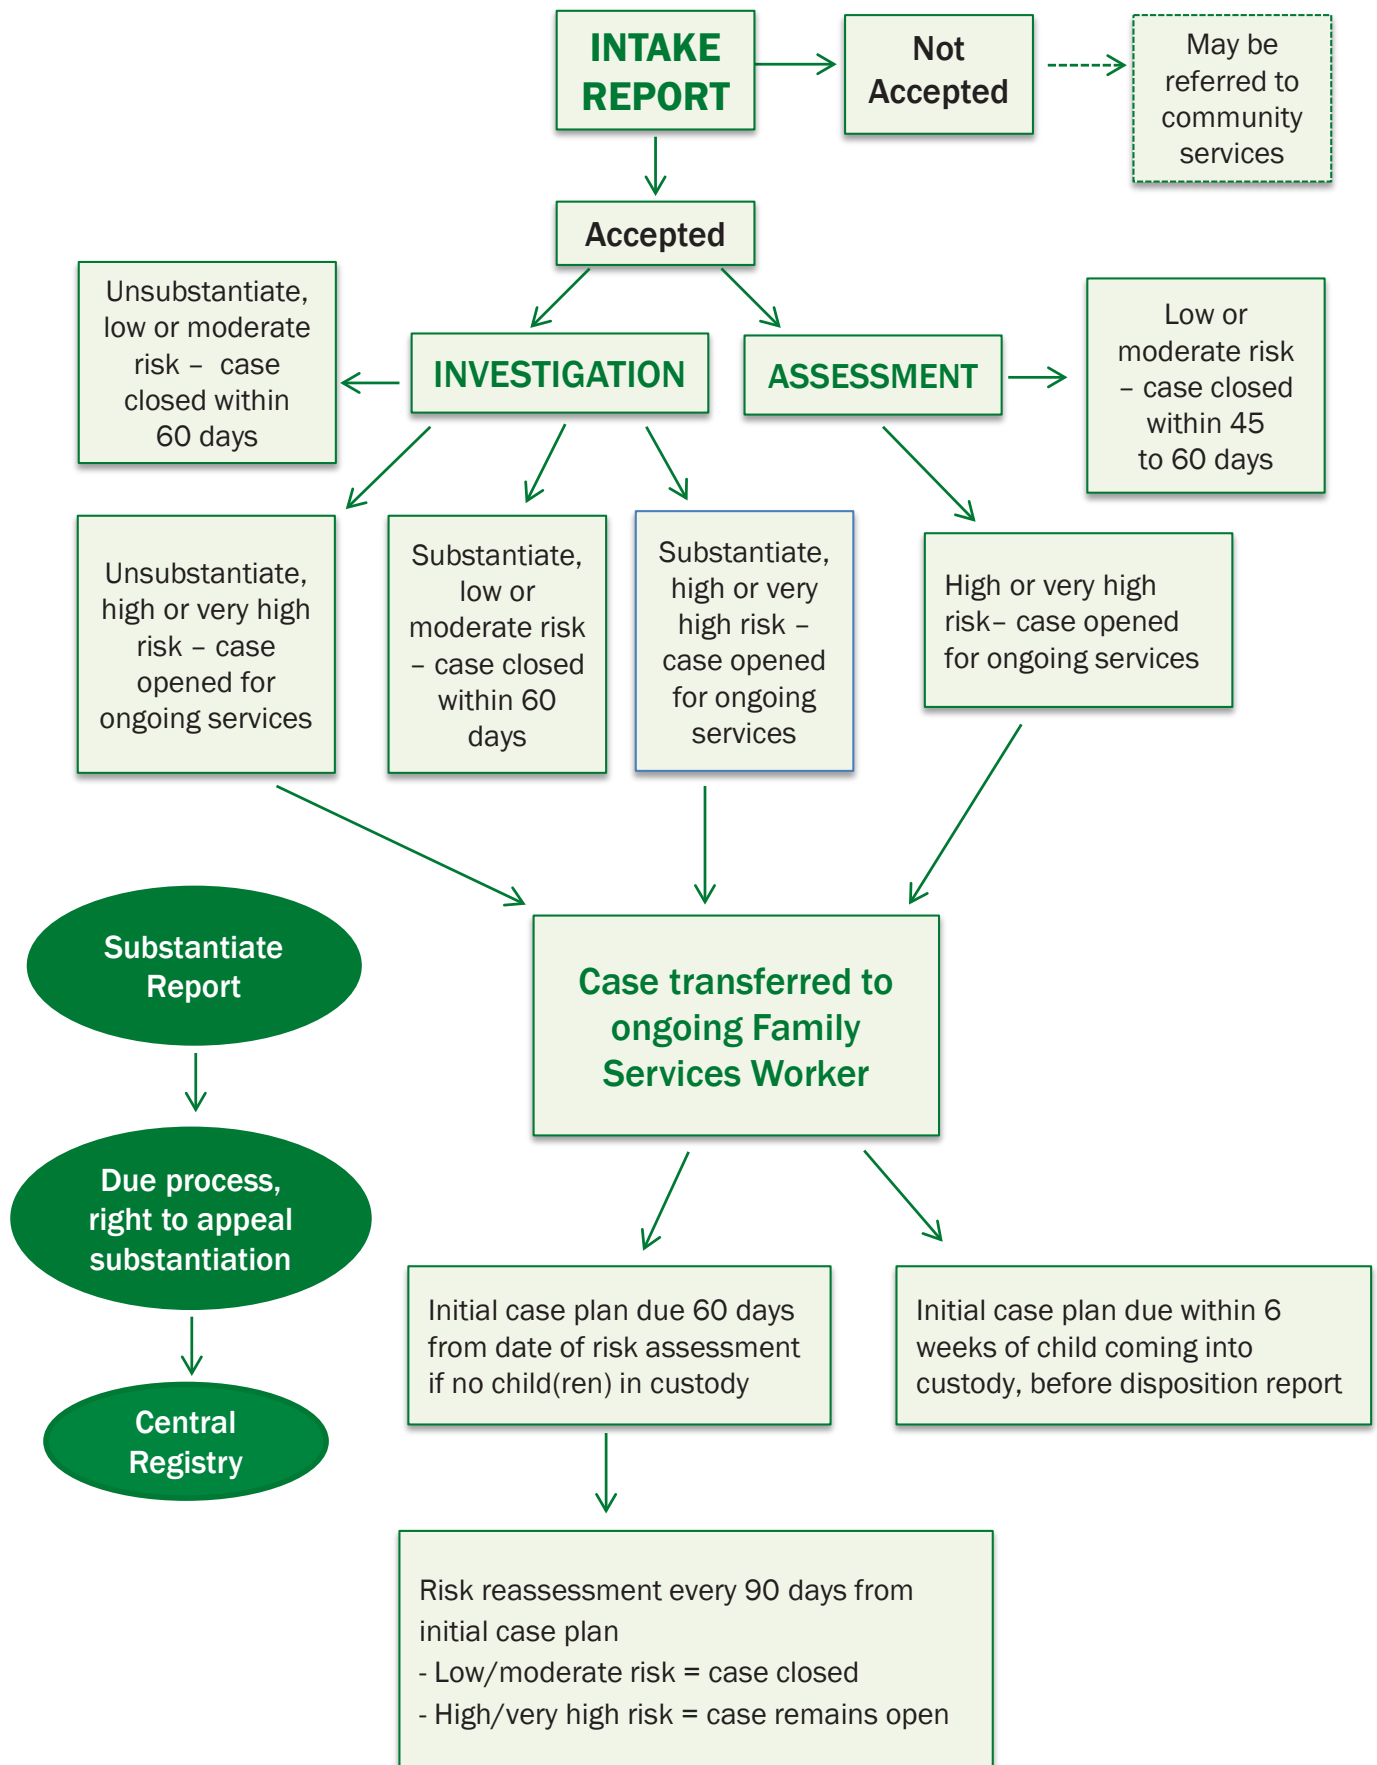 INTAKE
REPORT
Not
Accepted
May be
referred to
community
services
Accepted
Unsubstantiate,
low or moderate
risk – case
closed within
60 days
INVESTIGATION
ASSESSMENT
Low or
moderate risk
– case closed
within 45
to 60 days
Unsubstantiate,
high or very high
risk – case
opened for
ongoing services
Substantiate,
low or
moderate risk
– case closed
within 60
days
Substantiate,
high or very
high risk –
case opened
for ongoing
services
High or very high
risk– case opened
for ongoing services
Substantiate
Report
Case transferred to
ongoing Family
Services Worker
Due process,
right to appeal
substantiation
Initial case plan due 60 days
from date of risk assessment
if no child(ren) in custody
Initial case plan due within 6
weeks of child coming into
custody, before disposition report
Central
Registry
Risk reassessment every 90 days from
initial case plan
- Low/moderate risk = case closed
- High/very high risk = case remains open